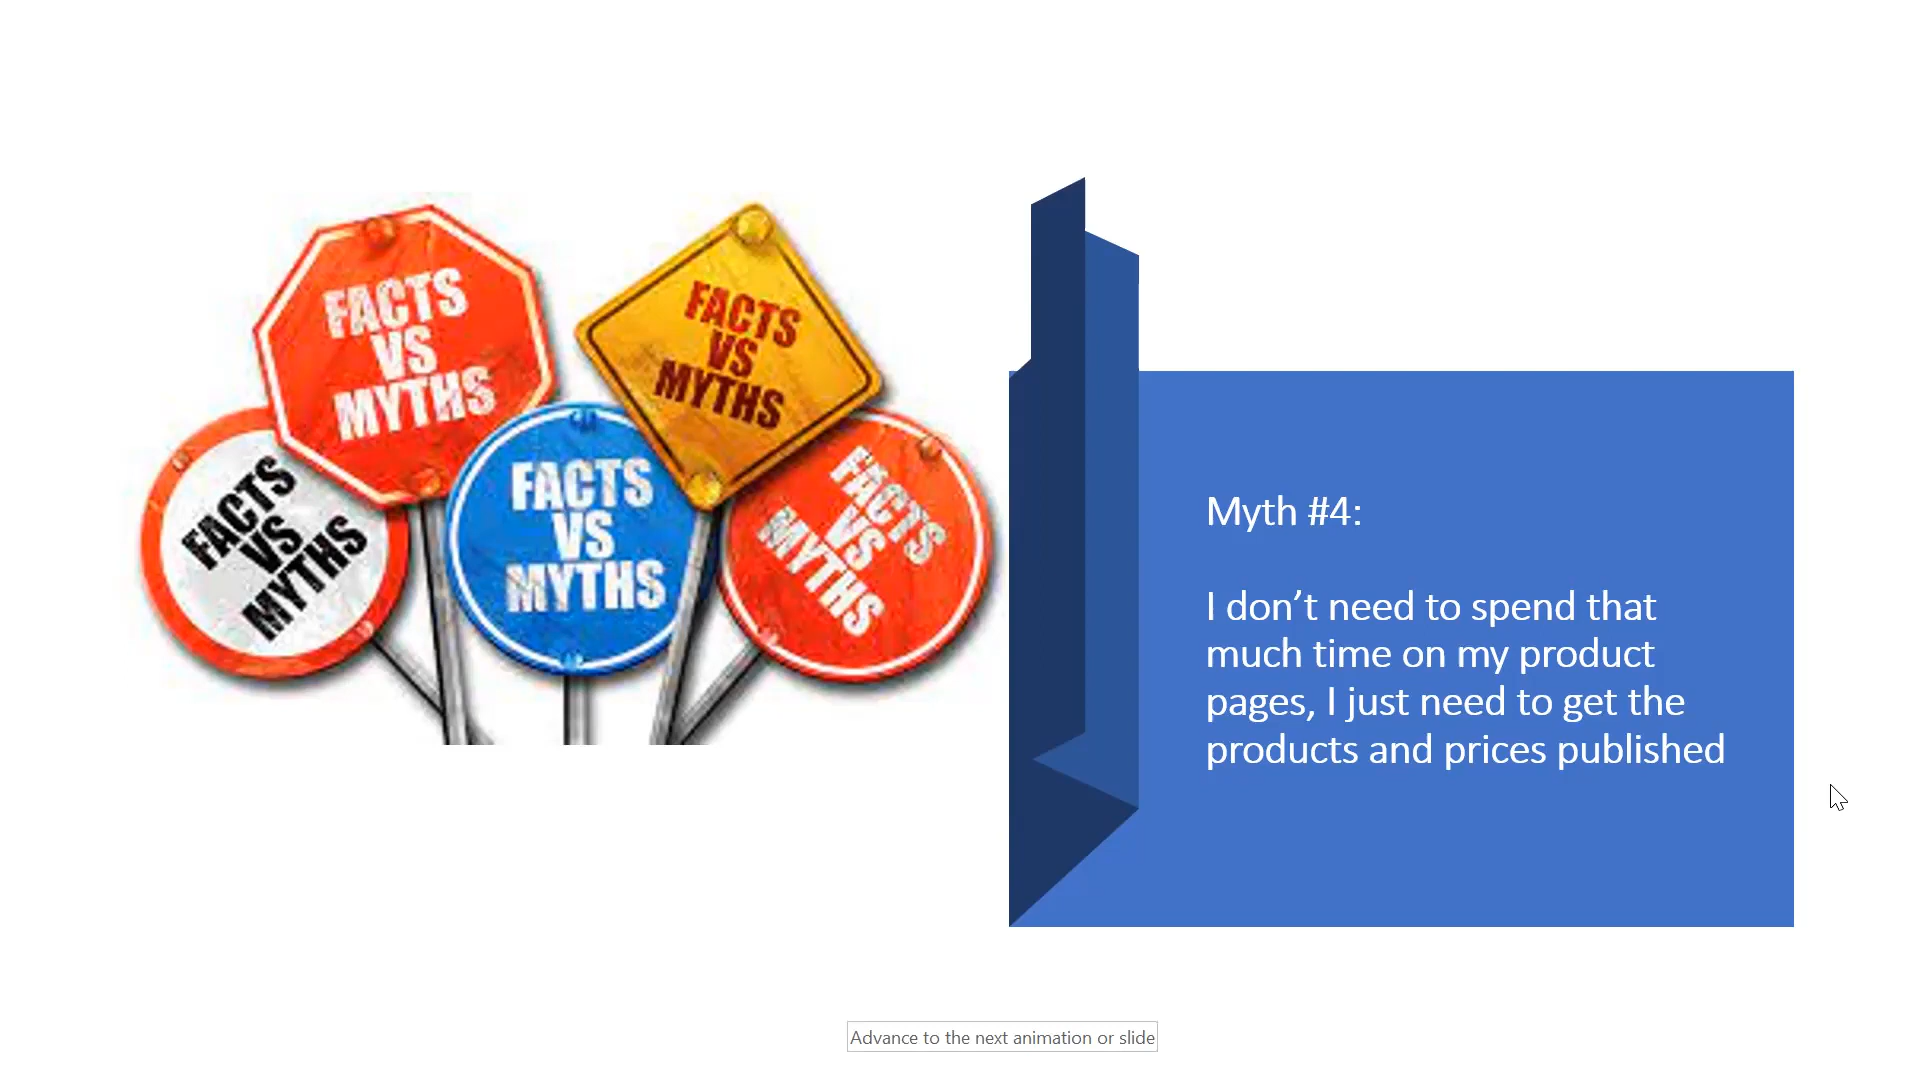 FACTS
VS
MYTHS
FACTS
VS
MYTHS
FACTS
VS
MYTHS
FACTS
VS
MYTHS
FACTS
VS
MYTHS
Myth #4:
I don’t need to spend that
much time on my product
pages, I just need to get the
products and prices published
Advance to the next animation or slide